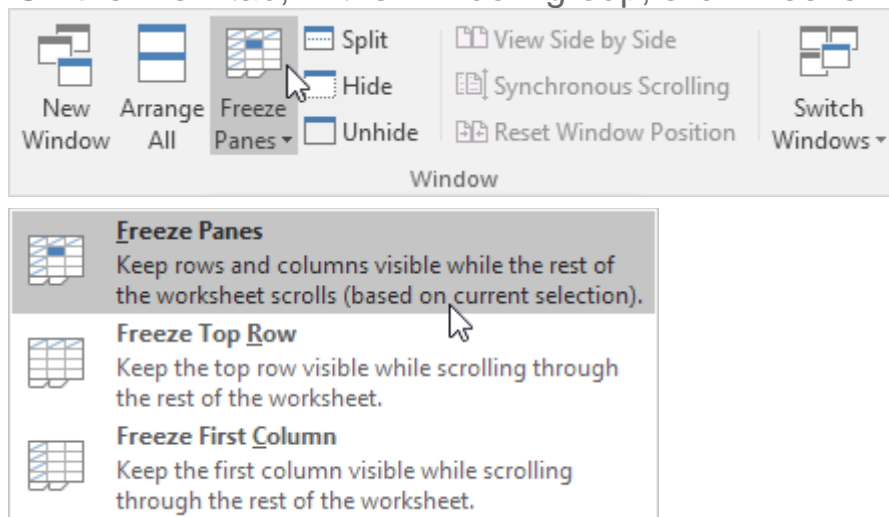 Split
View Side by Side
Hide
Synchronous Scrolling
New Window
Arrange All
Freeze Panes
Unhide
Reset Window Position
Switch Windows
Window
Freeze Panes
Keep rows and columns visible while the rest of
the worksheet scrolls (based on current selection).
Freeze Top Row
Keep the top row visible while scrolling through
the rest of the worksheet.
Freeze First Column
Keep the first column visible while scrolling
through the rest of the worksheet.